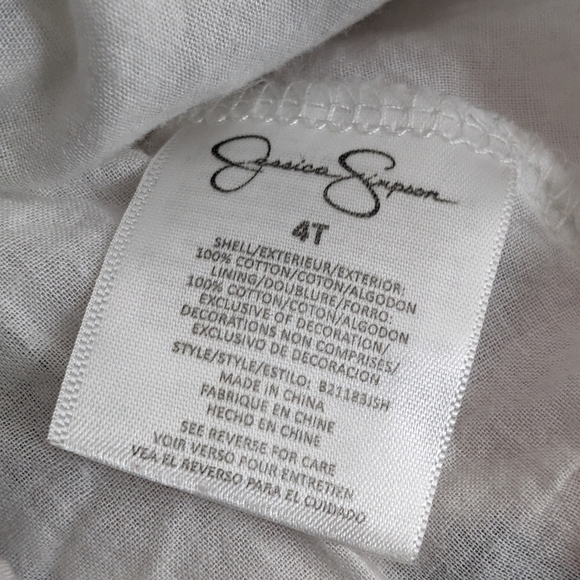 Jessica Simpson
4T
SHELL/EXTERIEUR/EXTERIOR:
100% COTTON/COTON/ALGODON
LINING/DOUBLURE/FORRO:
100% COTTON/COTON/ALGODON
EXCLUSIVE OF DECORATION/
DECORATIONS NON COMPRISES/
EXCLUSIVO DE DECORACION
STYLE/STYLE/ESTILO: B21183JSH
MADE IN CHINA
FABRIQUE EN CHINE
HECHO EN CHINE
SEE REVERSE FOR CARE
VOIR VERSO POUR ENTRETIEN
VEA EL REVERSO PARA EL CUIDADO